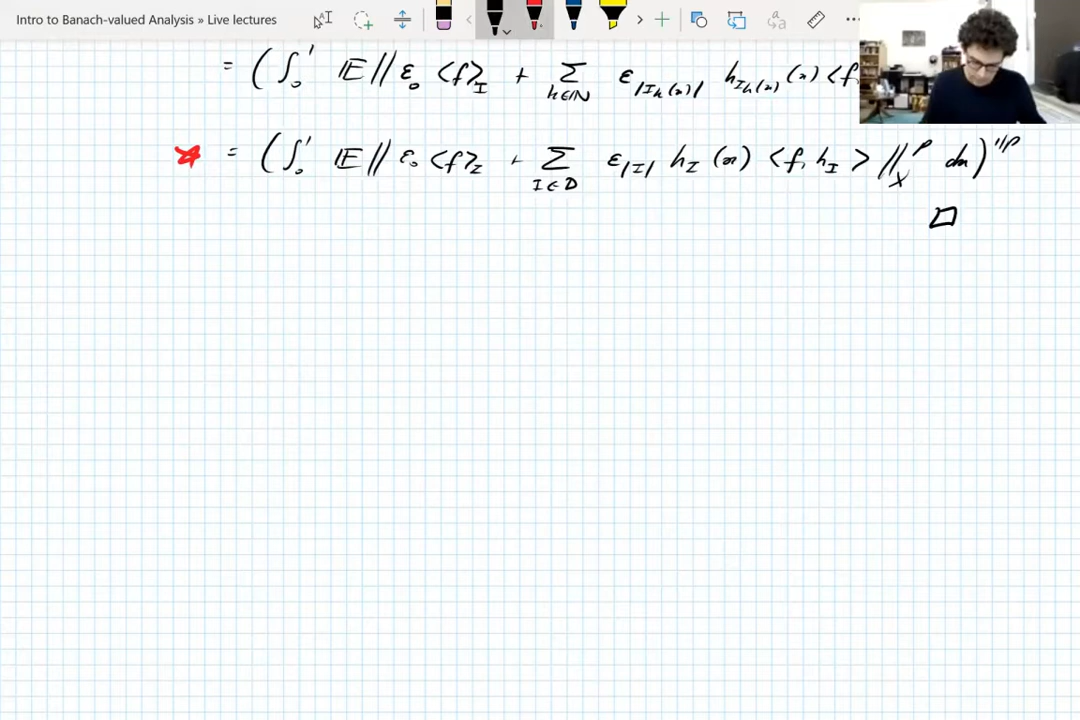 Intro to Banach-valued Analysis » Live lectures
= ( ∫₀¹ 𝔼 || ε₀ <f>_I + Σ_{k∈ℕ} ε_{|I_k(x)|} h_{I_k(x)} (x) <f,
= ( ∫₀¹ 𝔼 || ε₀ <f>_I + Σ_{I∈D} ε_{|I|} h_I (x) <f, h_I> ||_X^p dx )^{1/p}